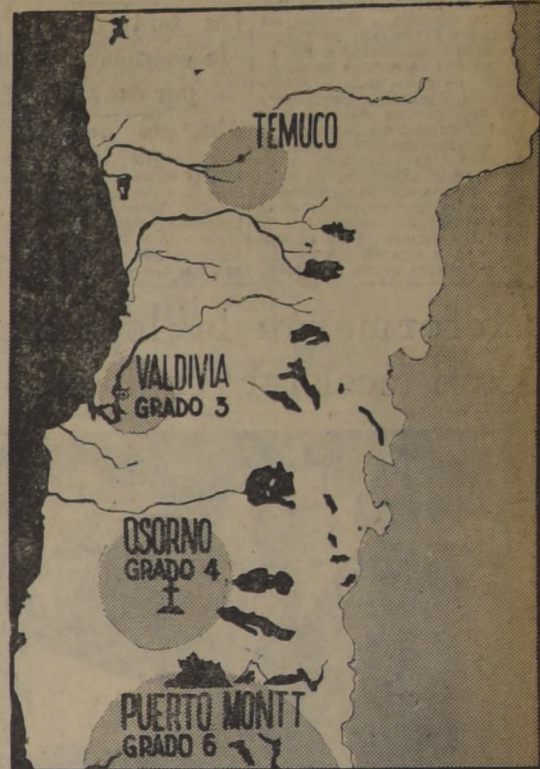 TEMUCO
VALDIVIA
GRADO 3
OSORNO
GRADO 4
PUERTO MONTT
GRADO 6